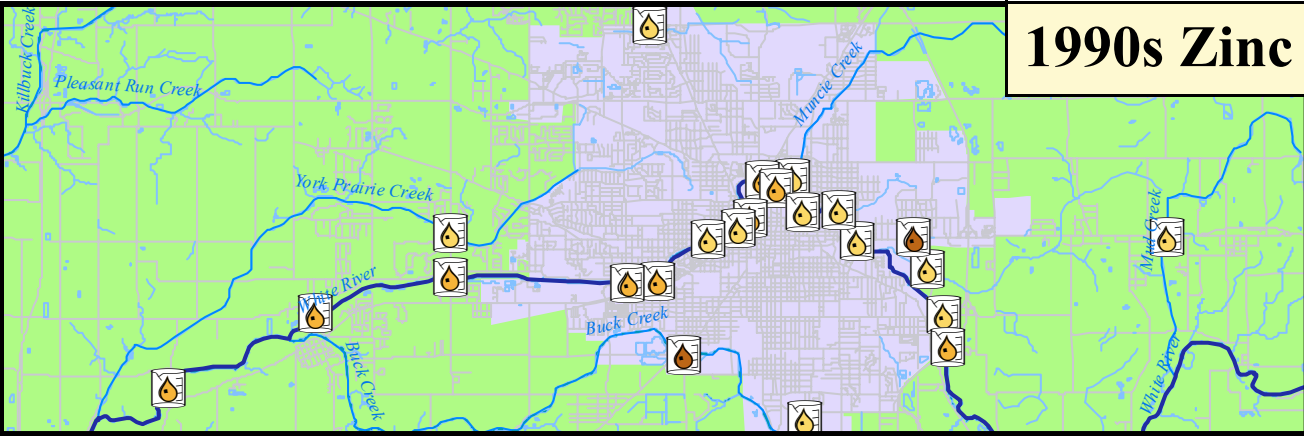 1990s Zinc
Killbuck Creek
Pleasant Run Creek
Muncie Creek
York Prairie Creek
Mud Creek
White River
Buck Creek
Buck Creek
White River